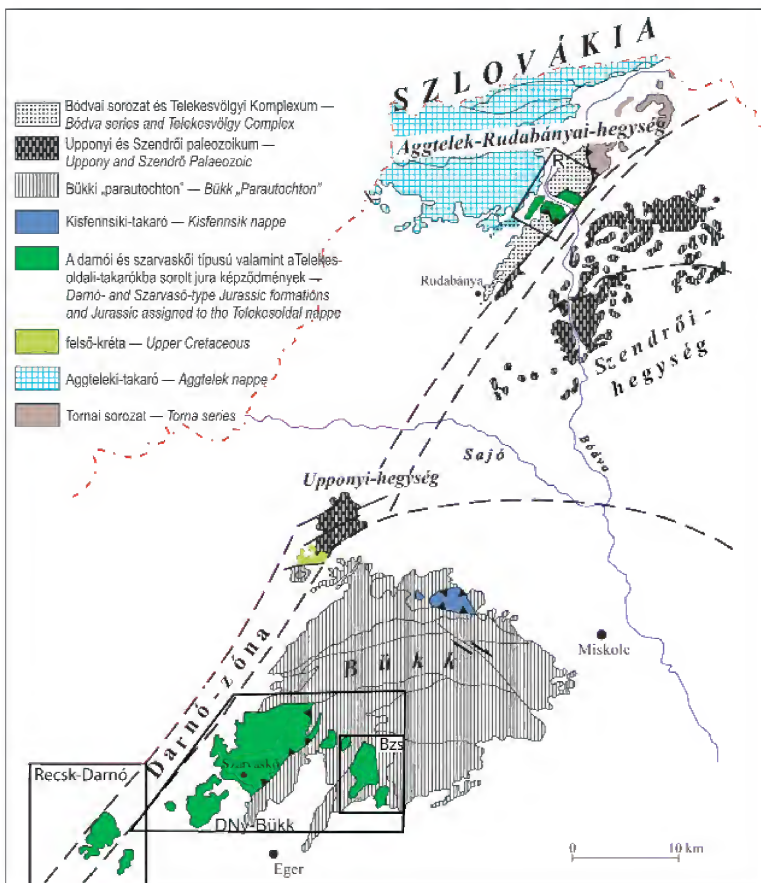 SZLOVÁKIA
Bódvai sorozat és Telekesvölgyi Komplexum —
Bódva series and Telekesvölgy Complex
Upponyi és Szendrői paleozoikum —
Uppony and Szendrő Palaeozoic
Bükki „parautochton" — Bükk „Parautochton"
Kisfennsiki-takaró — Kisfennsik nappe
A darnói és szarvaskői típusú valamint aTelekes-
oldali-takarókba sorolt jura képződmények —
Darnó- and Szarvaső-type Jurassic formations
and Jurassic assigned to the Telekesoldal nappe
felső-kréta — Upper Cretaceous
Aggteleki-takaró — Aggtelek nappe
Tornai sorozat — Torna series
Aggtelek-Rudabányai-hegység
R
Rudabánya
Szendrői-
hegység
Sajó
Bódva
Upponyi-hegység
Miskolc
Bükk
Darnó-zóna
Szarvaskő
Bzs
Recsk-Darnó
DNy-Bükk
Eger
0 10 km